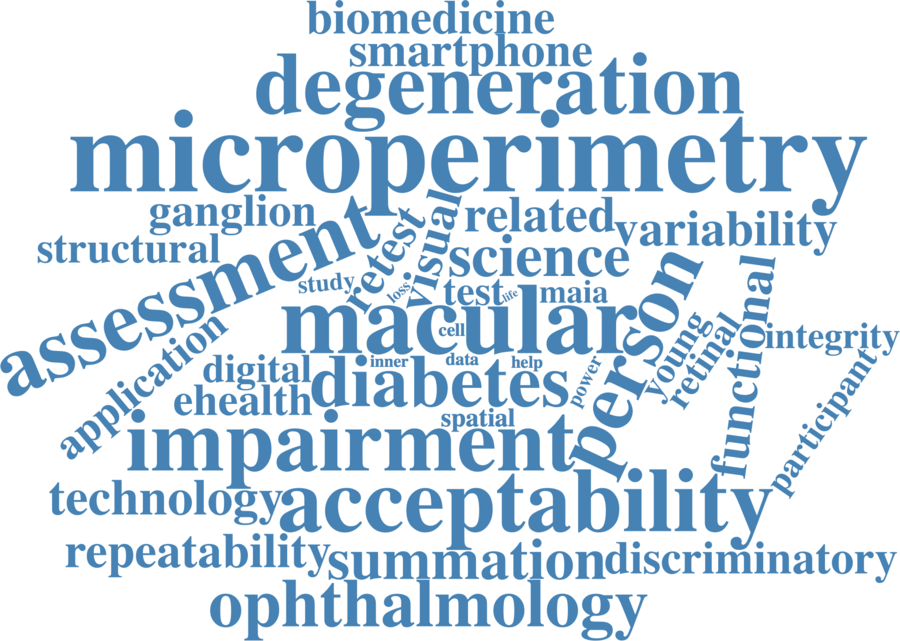 biomedicine
smartphone
degeneration
microperimetry
ganglion
related
variability
structural
assessment
retest
visual
science
study
loss
test
life
maia
person
functional
macular
cell
young
retinal
integrity
application
digital
inner
data
help
power
diabetes
participant
ehealth
spatial
impairment
technology
acceptability
repeatability
summation
discriminatory
ophthalmology